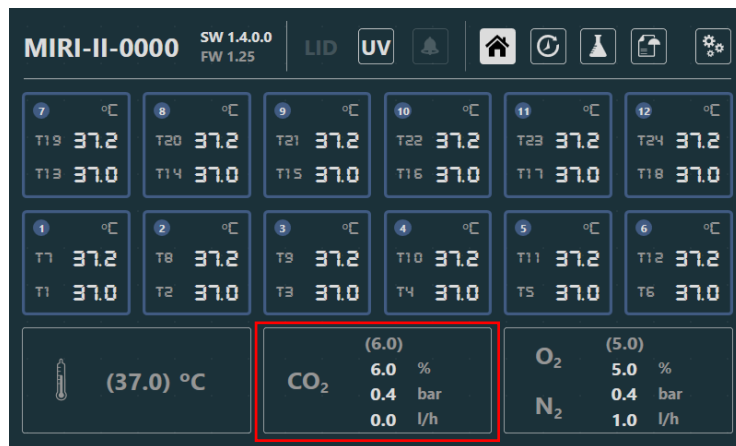 MIRI-II-0000 SW 1.4.0.0 LID UV
FW 1.25
7 °C 8 °C 9 °C 10 °C 11 °C 12 °C
T19 37.2 T20 37.2 T21 37.2 T22 37.2 T23 37.2 T24 37.2
T13 37.0 T14 37.0 T15 37.0 T16 37.0 T17 37.0 T18 37.0
1 °C 2 °C 3 °C 4 °C 5 °C 6 °C
T7 37.2 T8 37.2 T9 37.2 T10 37.2 T11 37.2 T12 37.2
T1 37.0 T2 37.0 T3 37.0 T4 37.0 T5 37.0 T6 37.0
(37.0) °C
CO₂
(6.0)
6.0 %
0.4 bar
0.0 l/h
O₂
N₂
(5.0)
5.0 %
0.4 bar
1.0 l/h